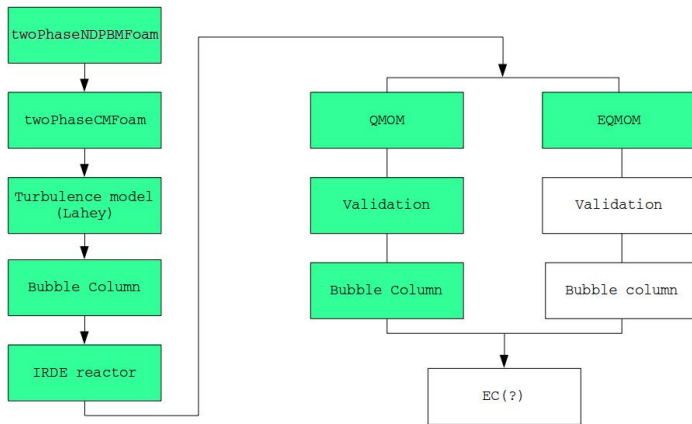 twoPhaseNDPBMFoam
twoPhaseCMFoam
Turbulence model
(Lahey)
Bubble Column
IRDE reactor
QMOM
Validation
Bubble Column
EQMOM
Validation
Bubble column
EC(?)